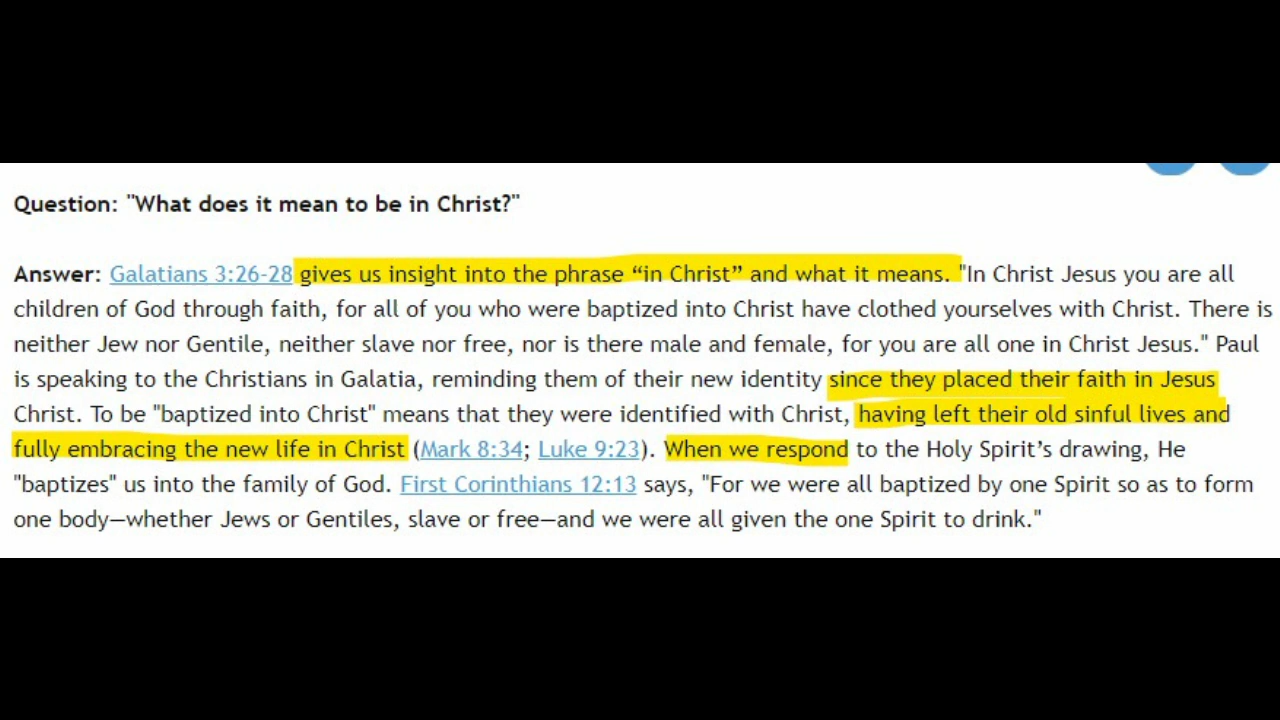 Question: "What does it mean to be in Christ?"
Answer: Galatians 3:26-28 gives us insight into the phrase “in Christ” and what it means. "In Christ Jesus you are all
children of God through faith, for all of you who were baptized into Christ have clothed yourselves with Christ. There is
neither Jew nor Gentile, neither slave nor free, nor is there male and female, for you are all one in Christ Jesus." Paul
is speaking to the Christians in Galatia, reminding them of their new identity since they placed their faith in Jesus
Christ. To be "baptized into Christ" means that they were identified with Christ, having left their old sinful lives and
fully embracing the new life in Christ (Mark 8:34; Luke 9:23). When we respond to the Holy Spirit’s drawing, He
"baptizes" us into the family of God. First Corinthians 12:13 says, "For we were all baptized by one Spirit so as to form
one body—whether Jews or Gentiles, slave or free—and we were all given the one Spirit to drink."